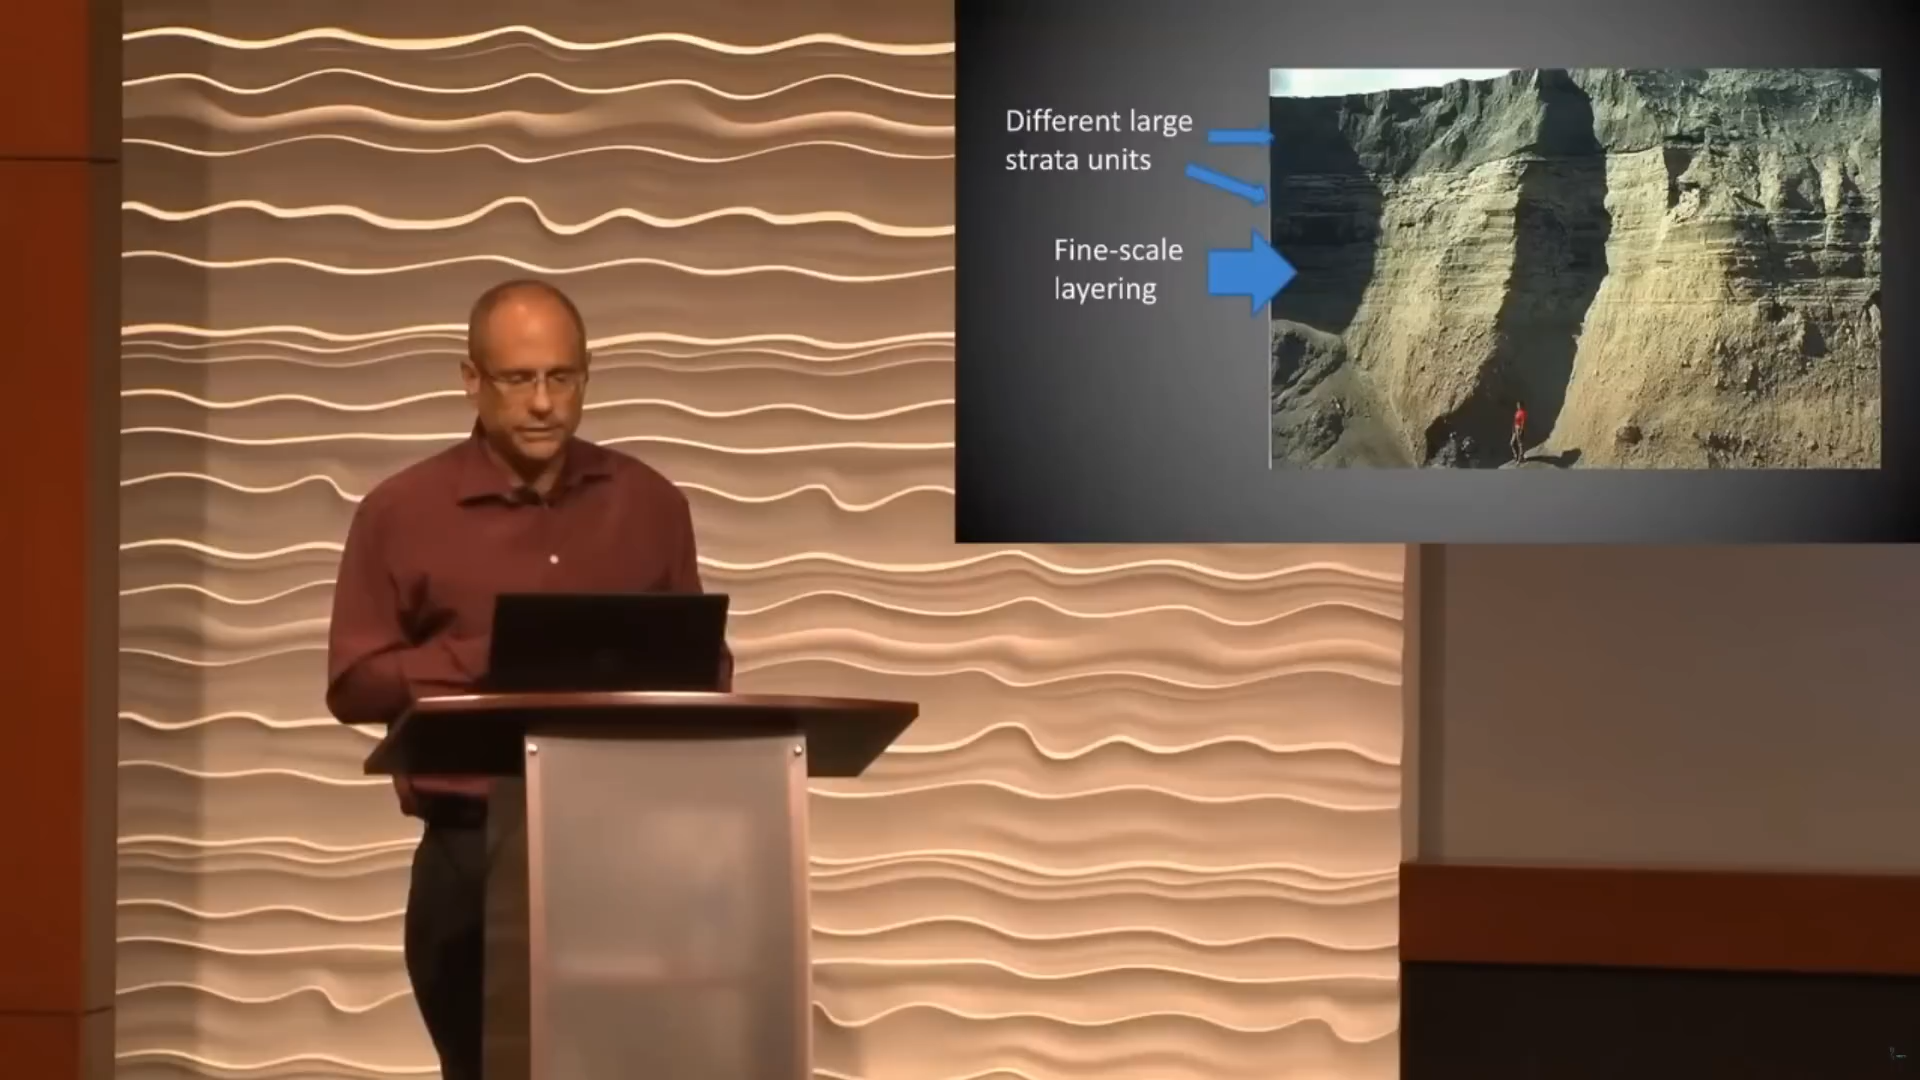 Different large
strata units
Fine-scale
layering